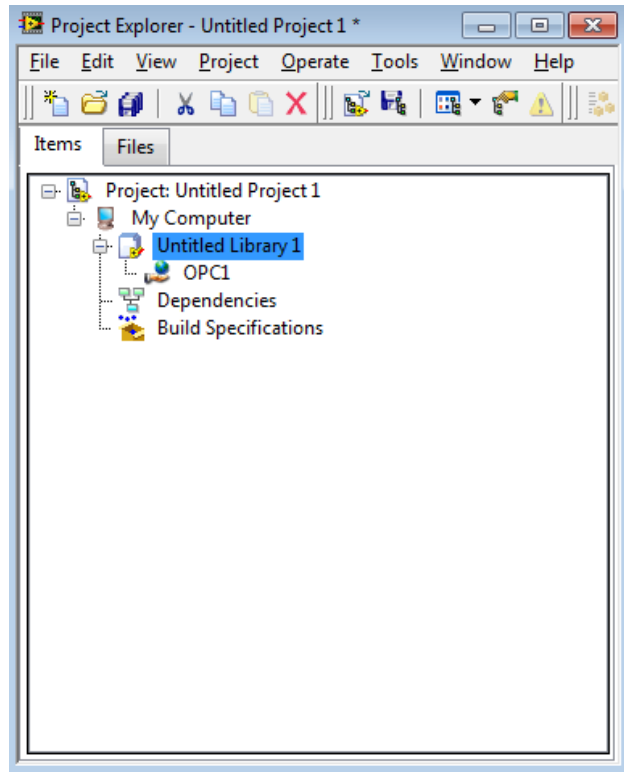 Project Explorer - Untitled Project 1 *
File Edit View Project Operate Tools Window Help
Items Files
Project: Untitled Project 1
My Computer
Untitled Library 1
OPC1
Dependencies
Build Specifications